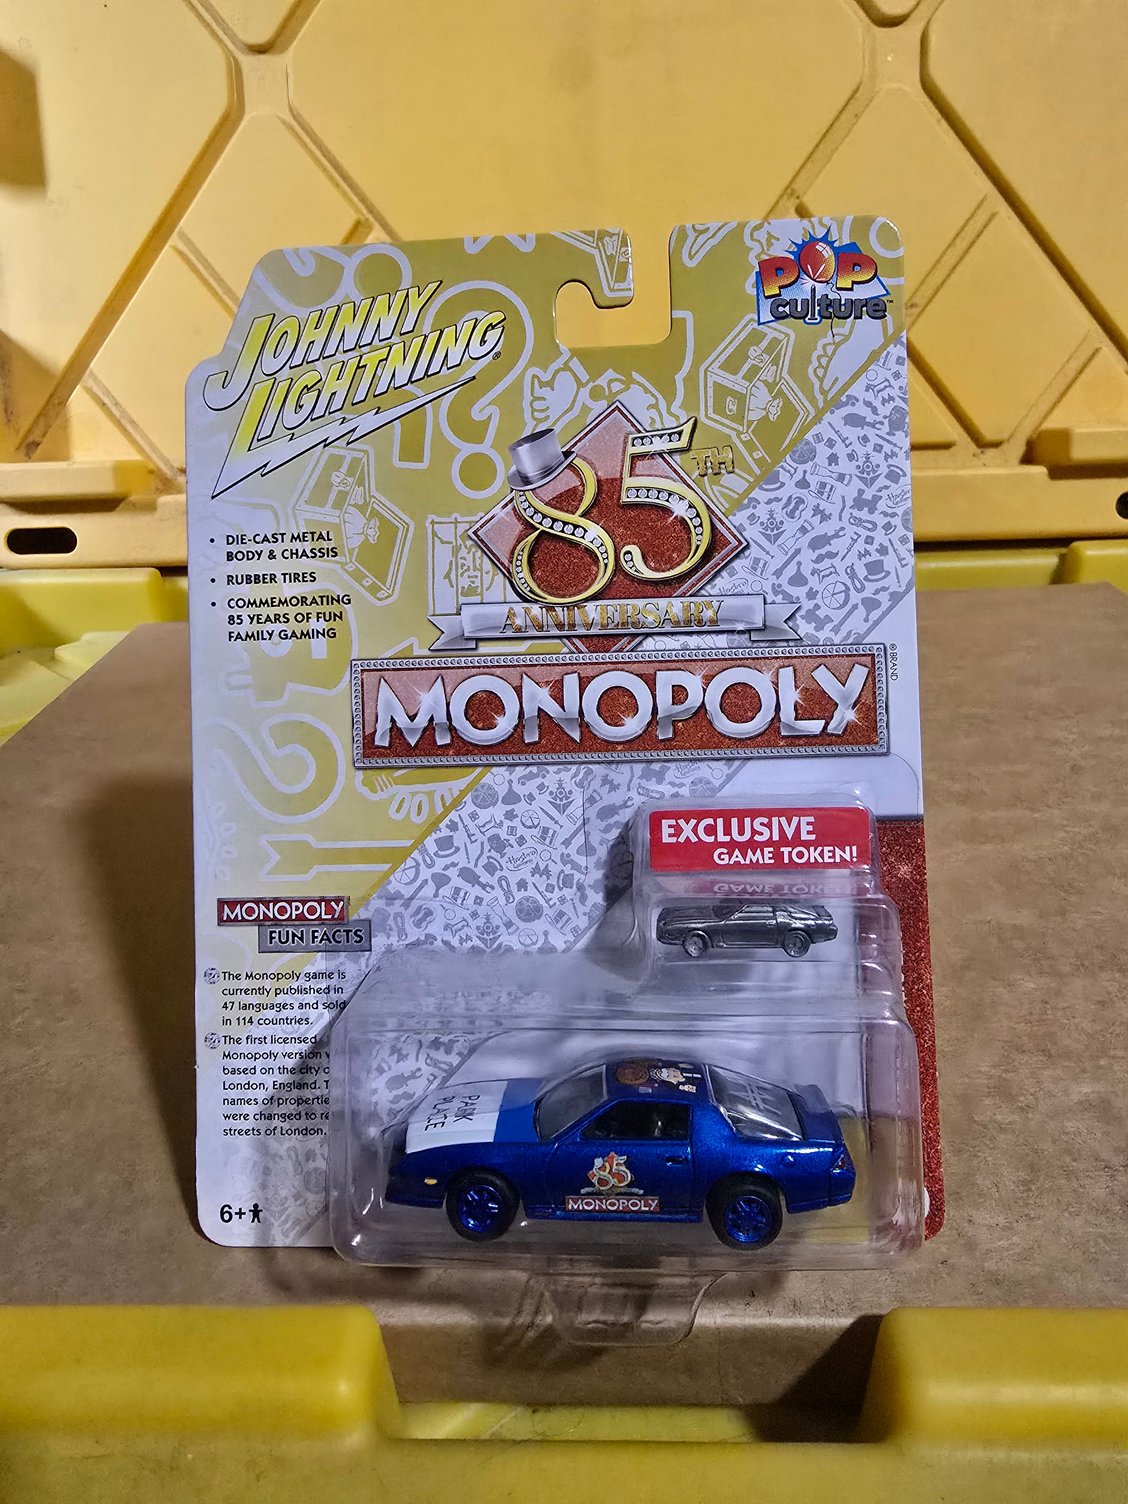 JOHNNY
LIGHTNING®
POP
culture™
85TH
ANNIVERSARY
MONOPOLY
® BRAND
• DIE-CAST METAL
BODY & CHASSIS
• RUBBER TIRES
• COMMEMORATING
85 YEARS OF FUN
FAMILY GAMING
EXCLUSIVE
GAME TOKEN!
MONOPOLY
FUN FACTS
The Monopoly game is
currently published in
47 languages and sold
in 114 countries.
The first licensed
Monopoly version
based on the city
London, England.
names of
were changed to
streets of London.
PARK
PLACE
85
MONOPOLY
6+